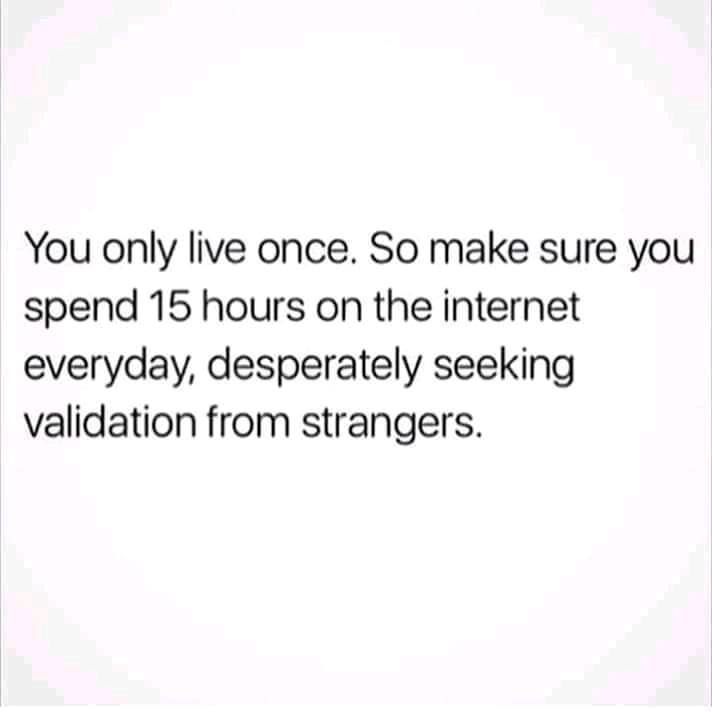 You only live once. So make sure you
spend 15 hours on the internet
everyday, desperately seeking
validation from strangers.